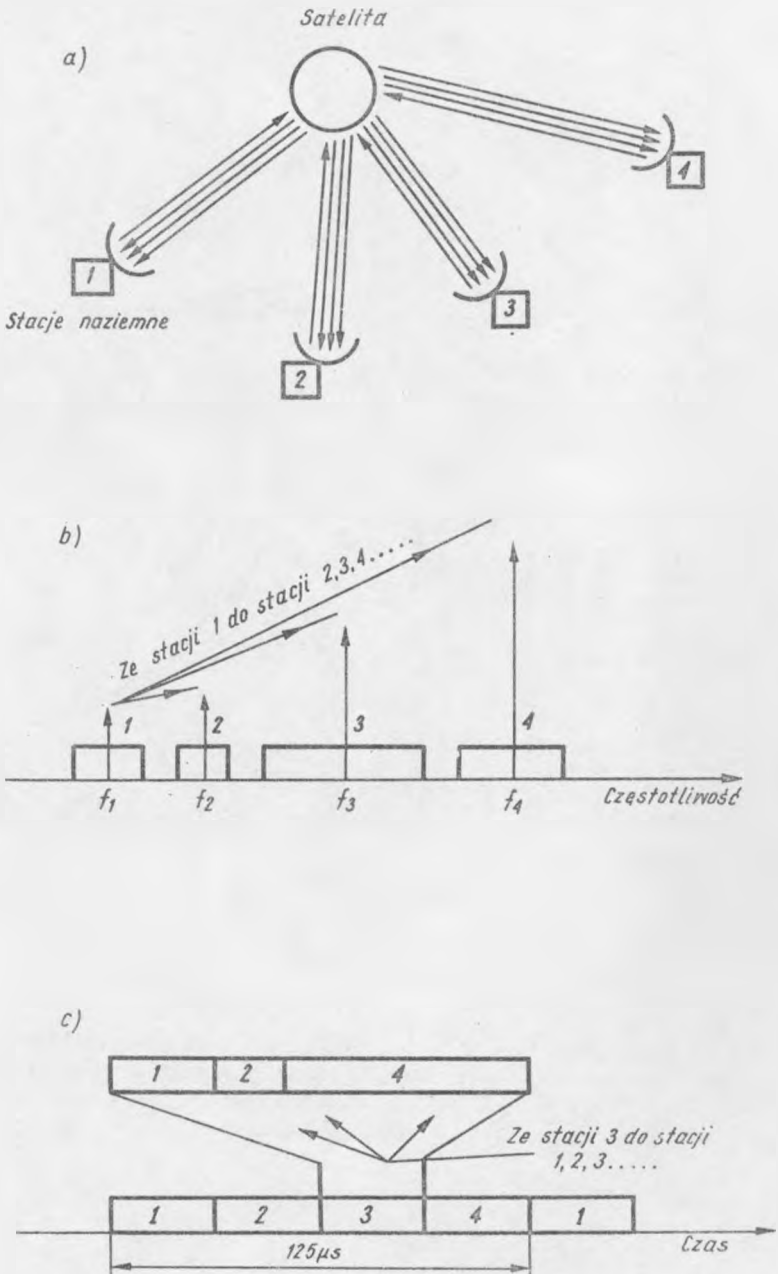 Satelita
a)
4
1
3
Stacje naziemne
2
b)
Ze stacji 1 do stacji 2,3,4.....
1 2 3 4
f1 f2 f3 f4 Częstotliwość
c)
1 2 4
Ze stacji 3 do stacji
1, 2, 3.....
1 2 3 4 1
Czas
125μs